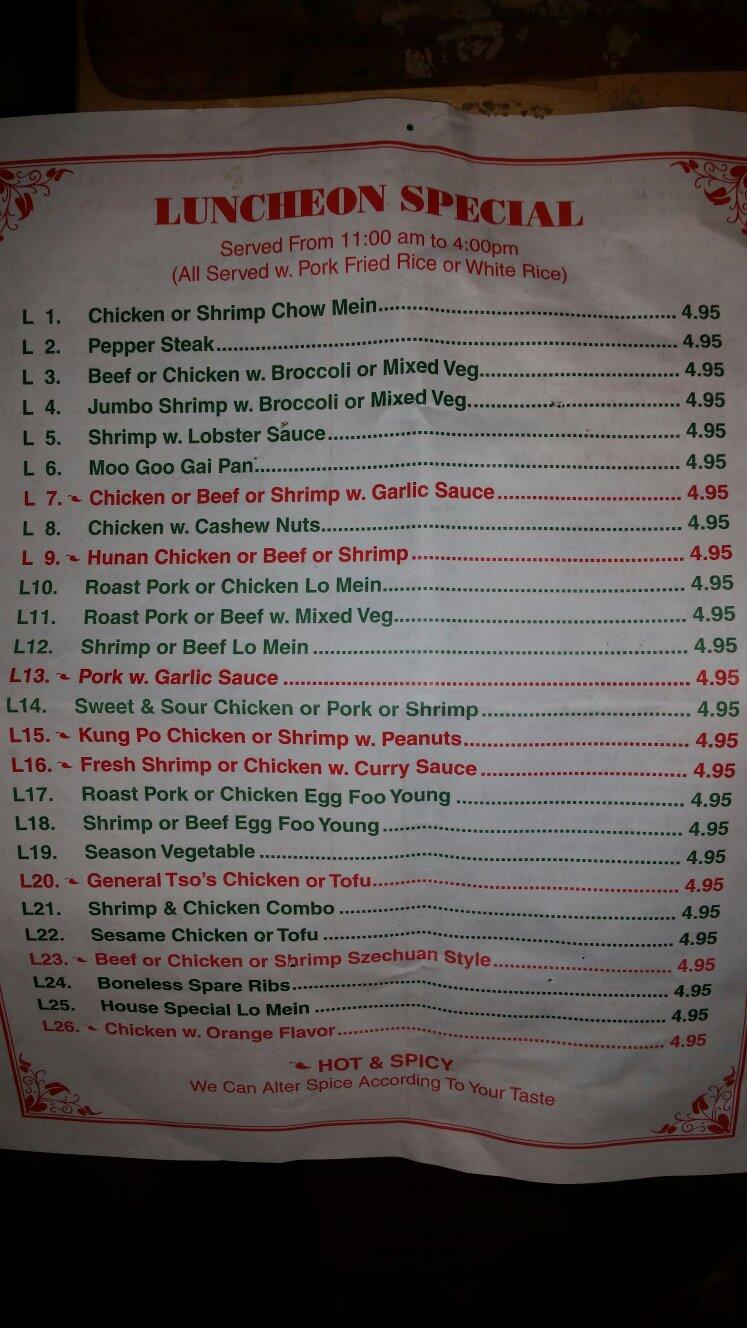 LUNCHEON SPECIAL
Served From 11:00 am to 4:00pm
(All Served w. Pork Fried Rice or White Rice)
L 1. Chicken or Shrimp Chow Mein 4.95
L 2. Pepper Steak 4.95
L 3. Beef or Chicken w. Broccoli or Mixed Veg. 4.95
L 4. Jumbo Shrimp w. Broccoli or Mixed Veg. 4.95
L 5. Shrimp w. Lobster Sauce 4.95
L 6. Moo Goo Gai Pan 4.95
L 7. Chicken or Beef or Shrimp w. Garlic Sauce 4.95
L 8. Chicken w. Cashew Nuts 4.95
L 9. Hunan Chicken or Beef or Shrimp 4.95
L10. Roast Pork or Chicken Lo Mein 4.95
L11. Roast Pork or Beef w. Mixed Veg. 4.95
L12. Shrimp or Beef Lo Mein 4.95
L13. Pork w. Garlic Sauce 4.95
L14. Sweet & Sour Chicken or Pork or Shrimp 4.95
L15. Kung Po Chicken or Shrimp w. Peanuts 4.95
L16. Fresh Shrimp or Chicken w. Curry Sauce 4.95
L17. Roast Pork or Chicken Egg Foo Young 4.95
L18. Shrimp or Beef Egg Foo Young 4.95
L19. Season Vegetable 4.95
L20. General Tso's Chicken or Tofu 4.95
L21. Shrimp & Chicken Combo 4.95
L22. Sesame Chicken or Tofu 4.95
L23. Beef or Chicken or Shrimp Szechuan Style 4.95
L24. Boneless Spare Ribs 4.95
L25. House Special Lo Mein 4.95
L26. Chicken w. Orange Flavor 4.95
HOT & SPICY
We Can Alter Spice According To Your Taste